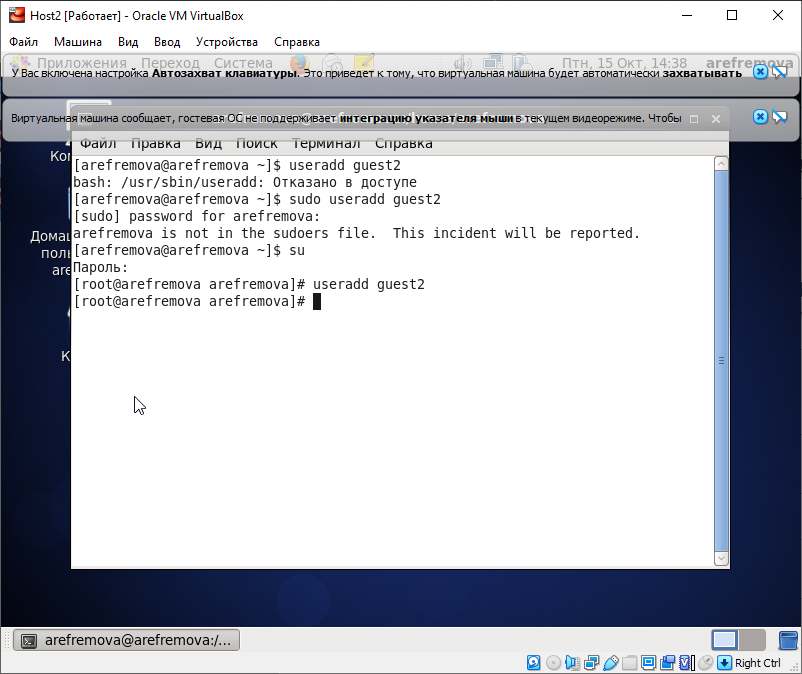 Host2 [Работает] - Oracle VM VirtualBox
Файл Машина Вид Ввод Устройства Справка
Приложения Переход Система Птн, 15 Окт, 14:38 arefremova
У Вас включена настройка Автозахват клавиатуры. Это приведет к тому, что виртуальная машина будет автоматически захватывать
Виртуальная машина сообщает, гостевая ОС не поддерживает интеграцию указателя мыши в текущем видеорежиме. Чтобы
Файл Правка Вид Поиск Терминал Справка
[arefremova@arefremova ~]$ useradd guest2
bash: /usr/sbin/useradd: Отказано в доступе
[arefremova@arefremova ~]$ sudo useradd guest2
[sudo] password for arefremova:
arefremova is not in the sudoers file.  This incident will be reported.
[arefremova@arefremova ~]$ su
Пароль:
[root@arefremova arefremova]# useradd guest2
[root@arefremova arefremova]#
arefremova@arefremova:/...
Right Ctrl